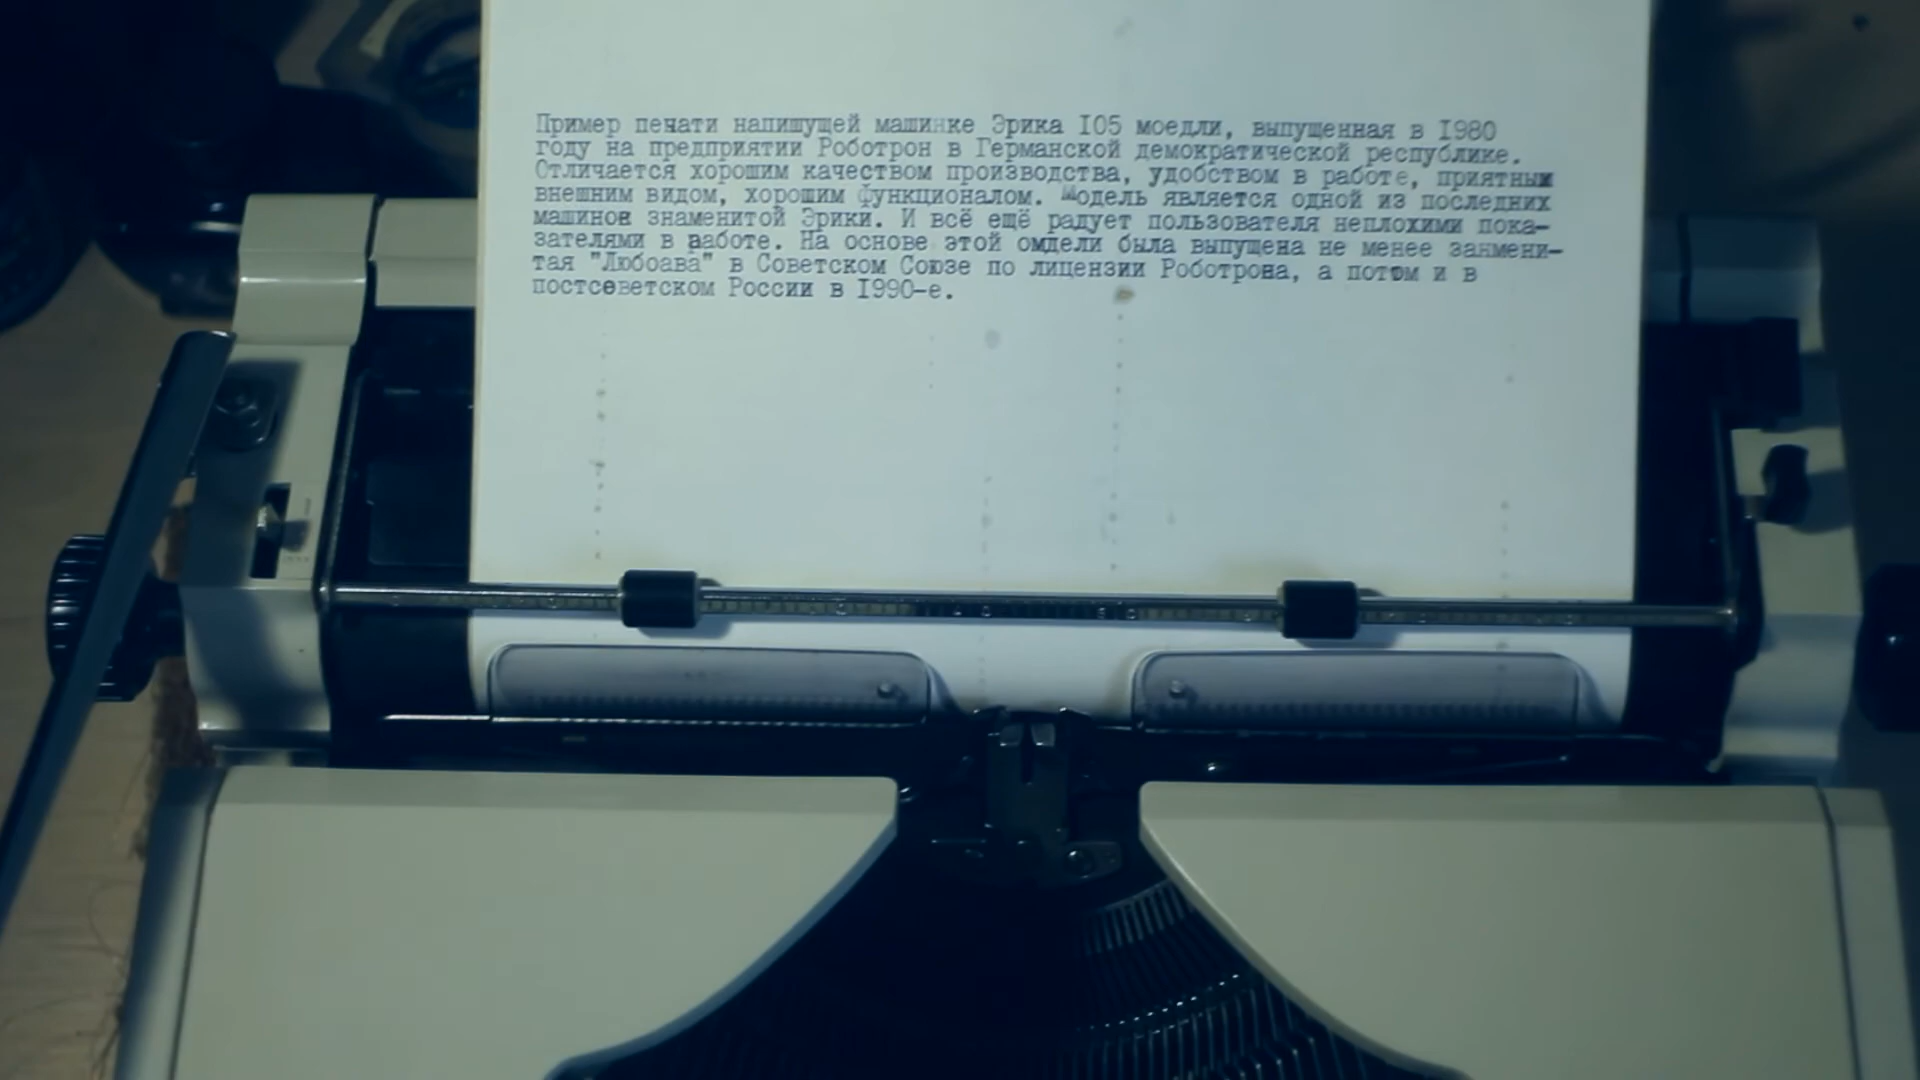 Пример печати напишущей машинке Эрика I05 моедли, выпущенная в I980
году на предприятии Роботрон в Германской демократической республике.
Отличается хорошим качеством производства, удобством в работе, приятным
внешним видом, хорошим функционалом. Модель является одной из последних
машинок знаменитой Эрики. И всё ещё радует пользователя неплохими пока-
зателями в работе. На основе этой омдели была выпущена не менее занмени-
тая "Любоава" в Советском Союзе по лицензии Роботрона, а потом и в
постсоветском России в I990-е.